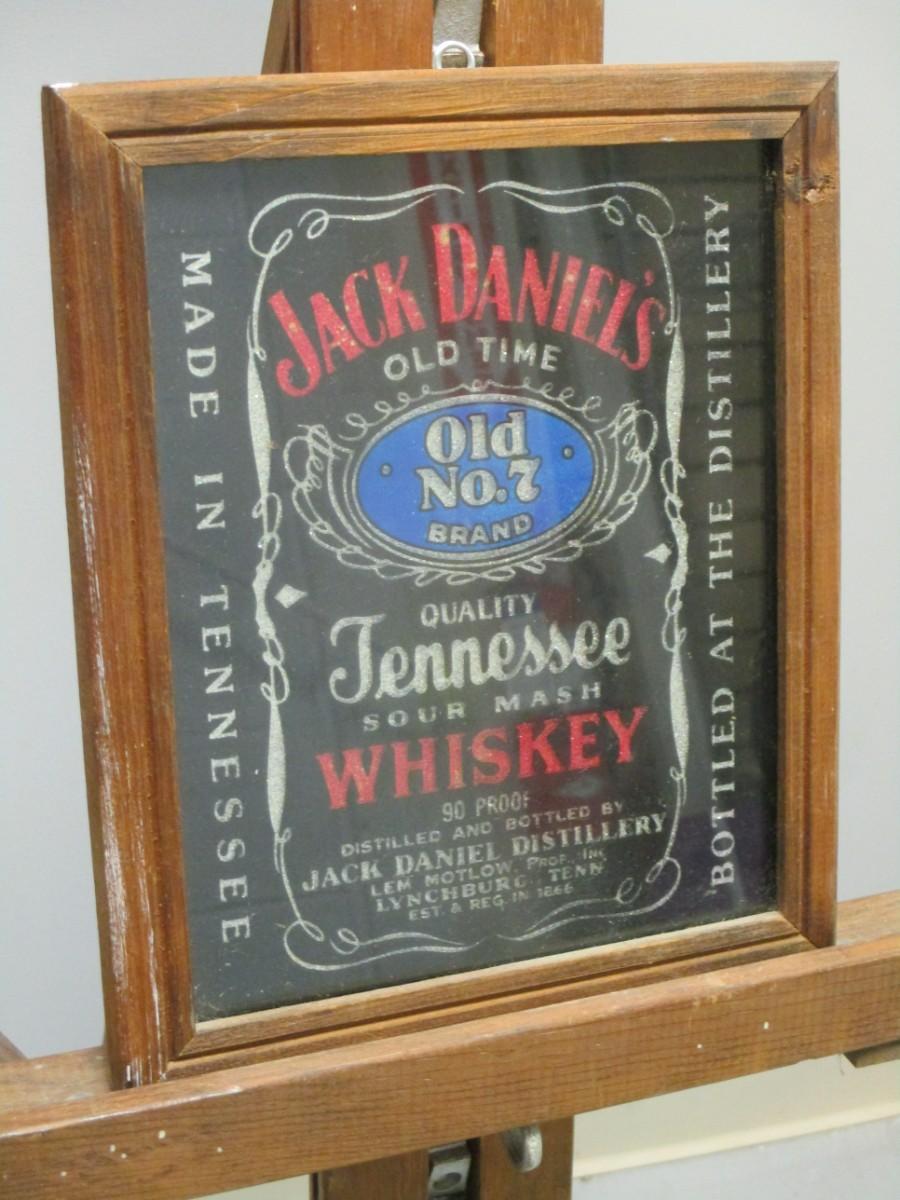 MADE IN TENNESSEE
JACK DANIEL'S
OLD TIME
Old
No.7
BRAND
QUALITY
Tennessee
SOUR MASH
WHISKEY
90 PROOF
DISTILLED AND BOTTLED BY
JACK DANIEL DISTILLERY
LEM MOTLOW, PROP., INC.
LYNCHBURG, TENN
EST. & REG. IN 1866
BOTTLED AT THE DISTILLERY